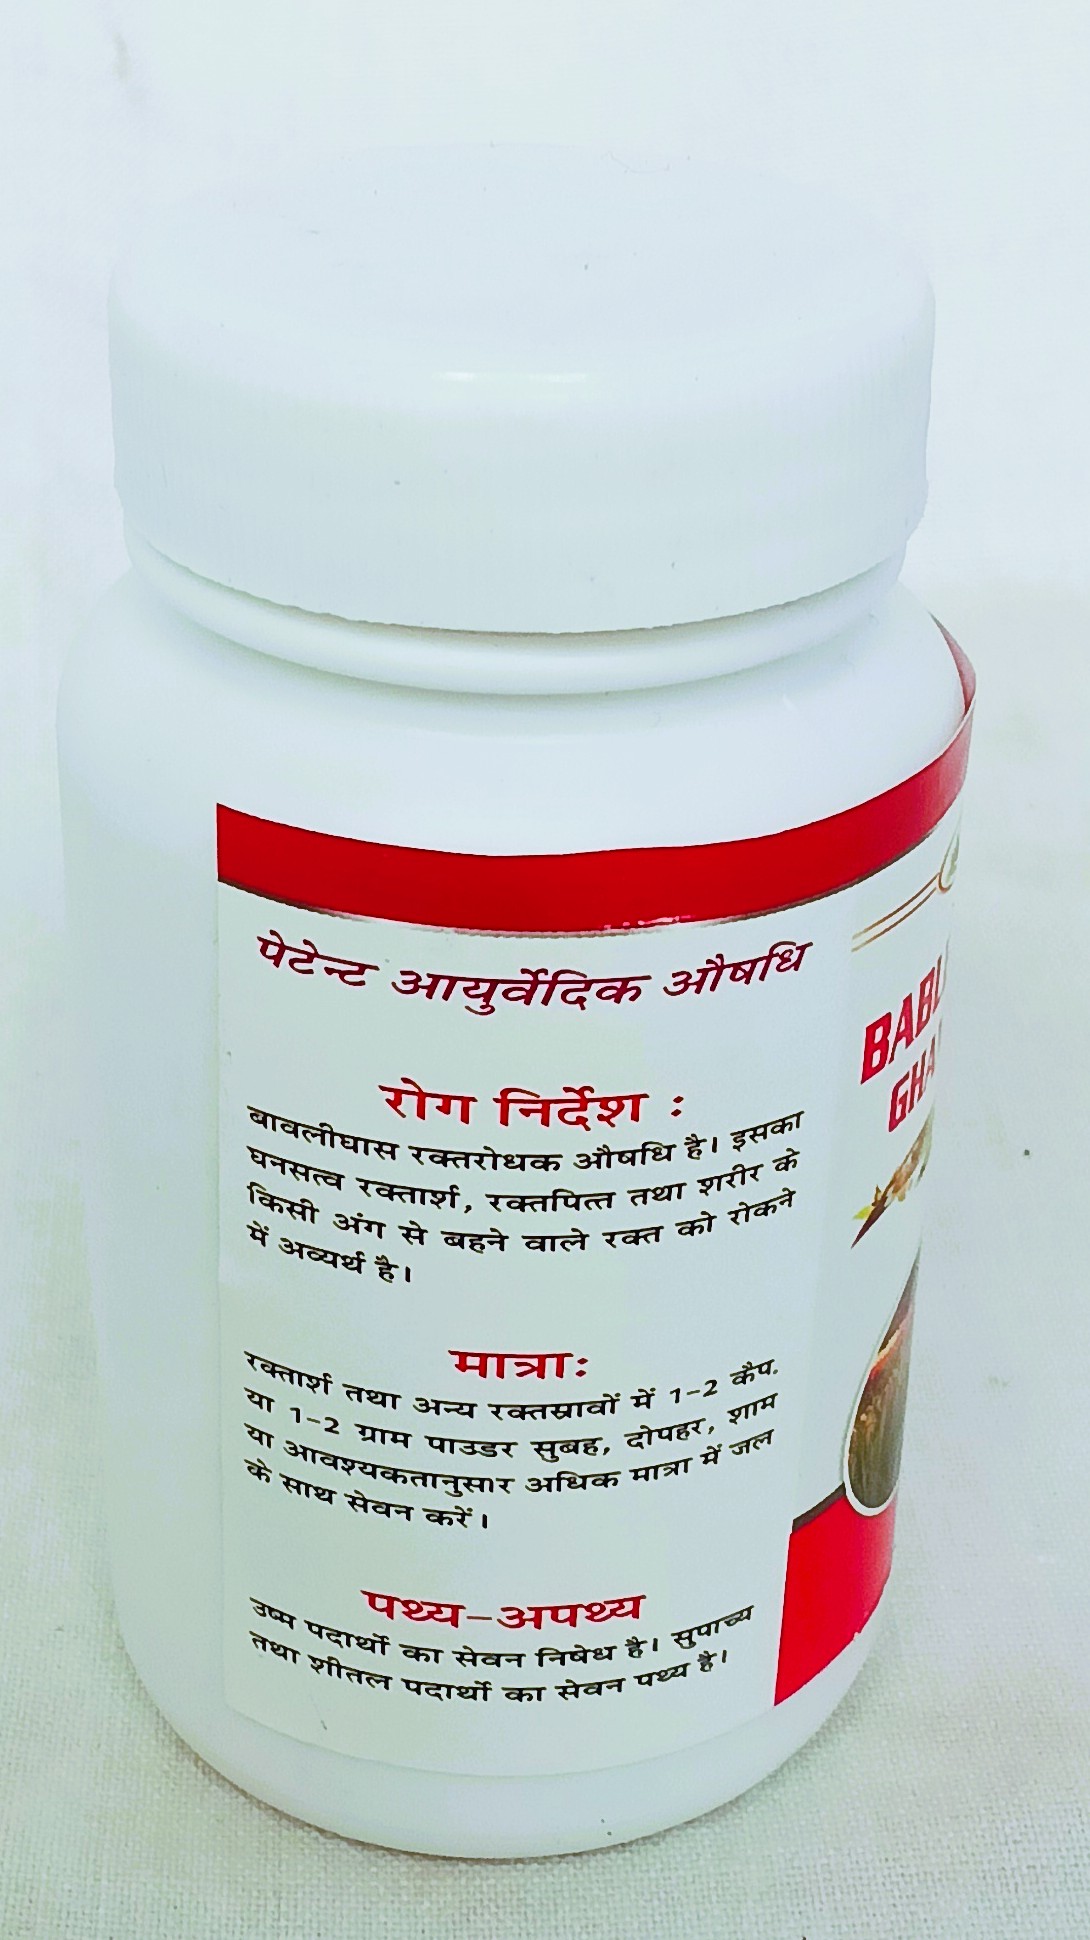 पेटेन्ट आयुर्वेदिक औषधि
रोग निर्देश :
बावलीघास रक्तरोधक औषधि है। इसका
घनसत्व रक्तार्श, रक्तपित्त तथा शरीर के
किसी अंग से बहने वाले रक्त को रोकने
में अव्यर्थ है।
मात्राः
रक्तार्श तथा अन्य रक्तस्रावों में 1-2 कैप.
या 1-2 ग्राम पाउडर सुबह, दोपहर, शाम
या आवश्यकतानुसार अधिक मात्रा में जल
के साथ सेवन करें।
पथ्य-अपथ्य
उष्म पदार्थो का सेवन निषेध है। सुपाच्य
तथा शीतल पदार्थो का सेवन पथ्य है।